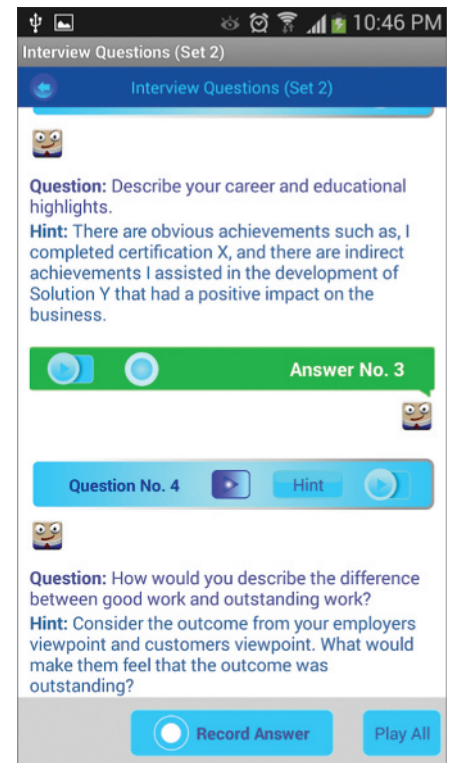 10:46 PM
Interview Questions (Set 2)
Interview Questions (Set 2)
Question: Describe your career and educational
highlights.
Hint: There are obvious achievements such as, I
completed certification X, and there are indirect
achievements I assisted in the development of
Solution Y that had a positive impact on the
business.
Answer No. 3
Question No. 4 Hint
Question: How would you describe the difference
between good work and outstanding work?
Hint: Consider the outcome from your employers
viewpoint and customers viewpoint. What would
make them feel that the outcome was
outstanding?
Record Answer Play All